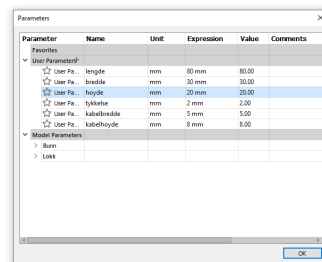 Parameters
Parameter Name Unit Expression Value Comments
Favorites
User Parameters
User Pa... lengde mm 80 mm 80.00
User Pa... bredde mm 30 mm 30.00
User Pa... hoyde mm 20 mm 20.00
User Pa... tykkelse mm 2 mm 2.00
User Pa... kabelbredde mm 5 mm 5.00
User Pa... kabelhoyde mm 8 mm 8.00
Model Parameters
Bunn
Lokk
OK